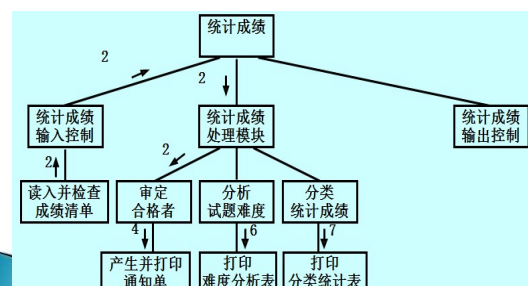 统计成绩
2
2
统计成绩
输入控制
统计成绩
处理模块
统计成绩
输出控制
2
2
读入并检查
成绩清单
审定
合格者
分析
试题难度
分类
统计成绩
4
6
7
产生并打印
通知单
打印
难度分析表
打印
分类统计表